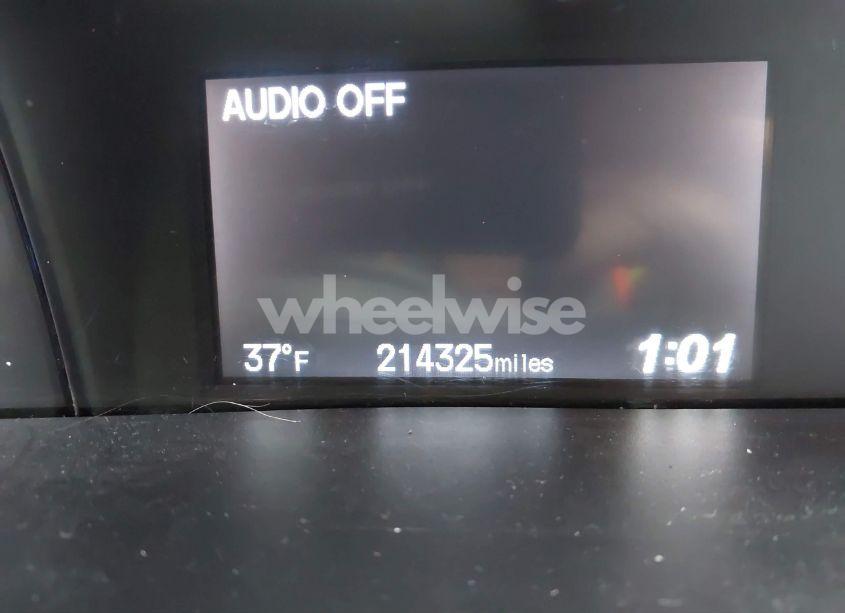 AUDIO OFF
wheelwise
37°F 214325miles 1:01